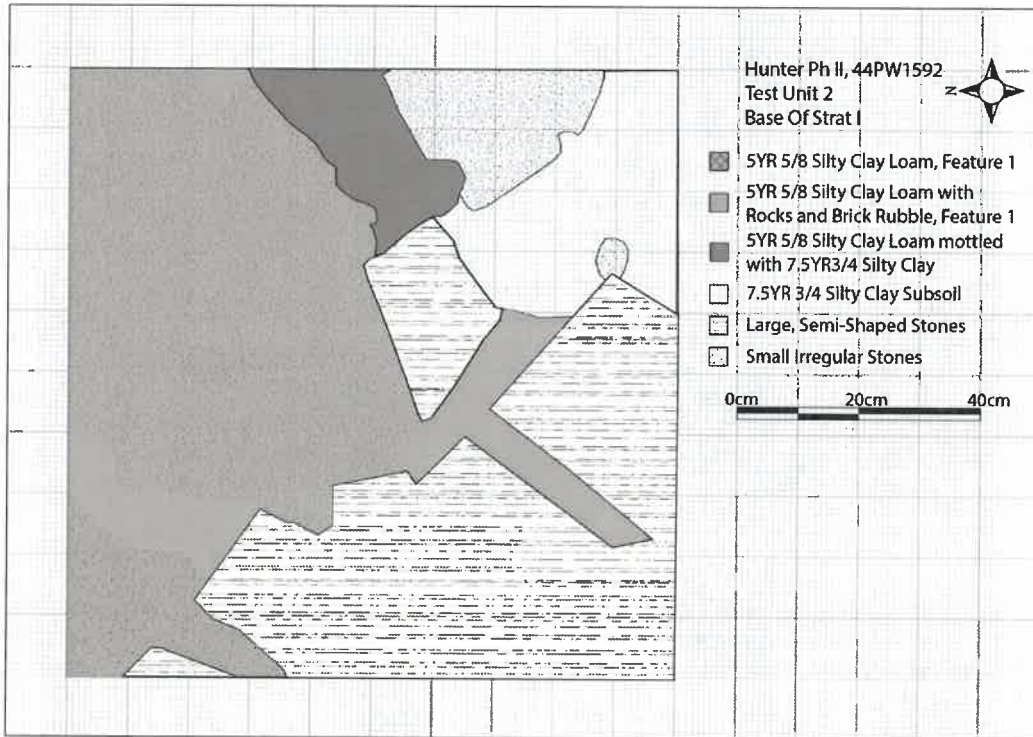 Hunter Ph II, 44PW1592
Test Unit 2
Base Of Strat I
N
5YR 5/8 Silty Clay Loam, Feature 1
5YR 5/8 Silty Clay Loam with
Rocks and Brick Rubble, Feature 1
5YR 5/8 Silty Clay Loam mottled
with 7.5YR3/4 Silty Clay
7.5YR 3/4 Silty Clay Subsoil
Large, Semi-Shaped Stones
Small Irregular Stones
0cm 20cm 40cm